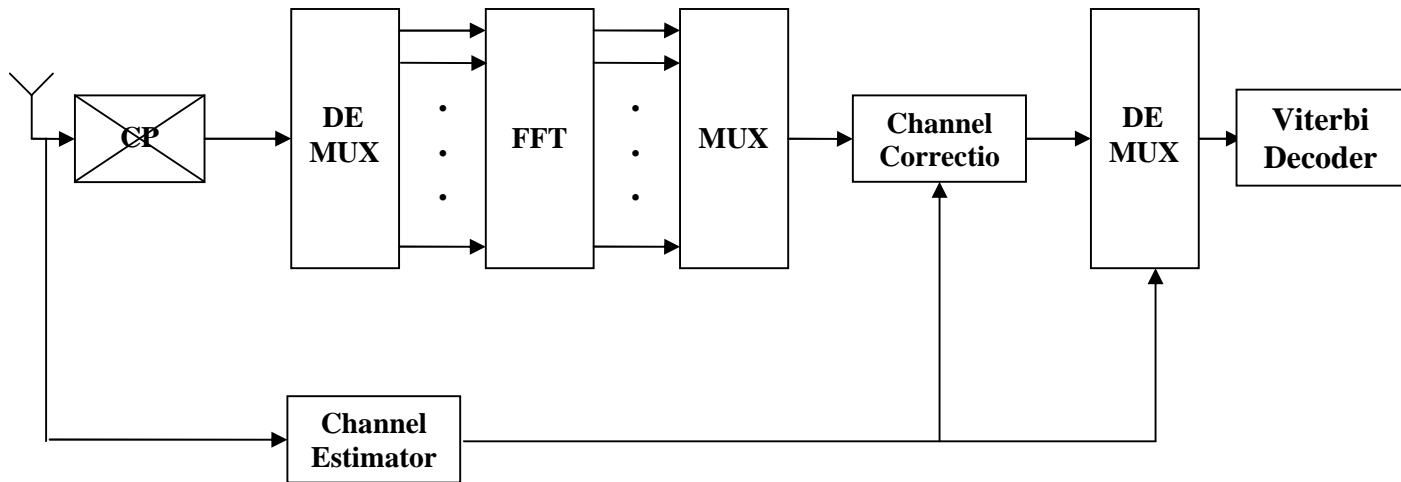 CP
DE
MUX
FFT
MUX
Channel
Correctio
DE
MUX
Viterbi
Decoder
Channel
Estimator